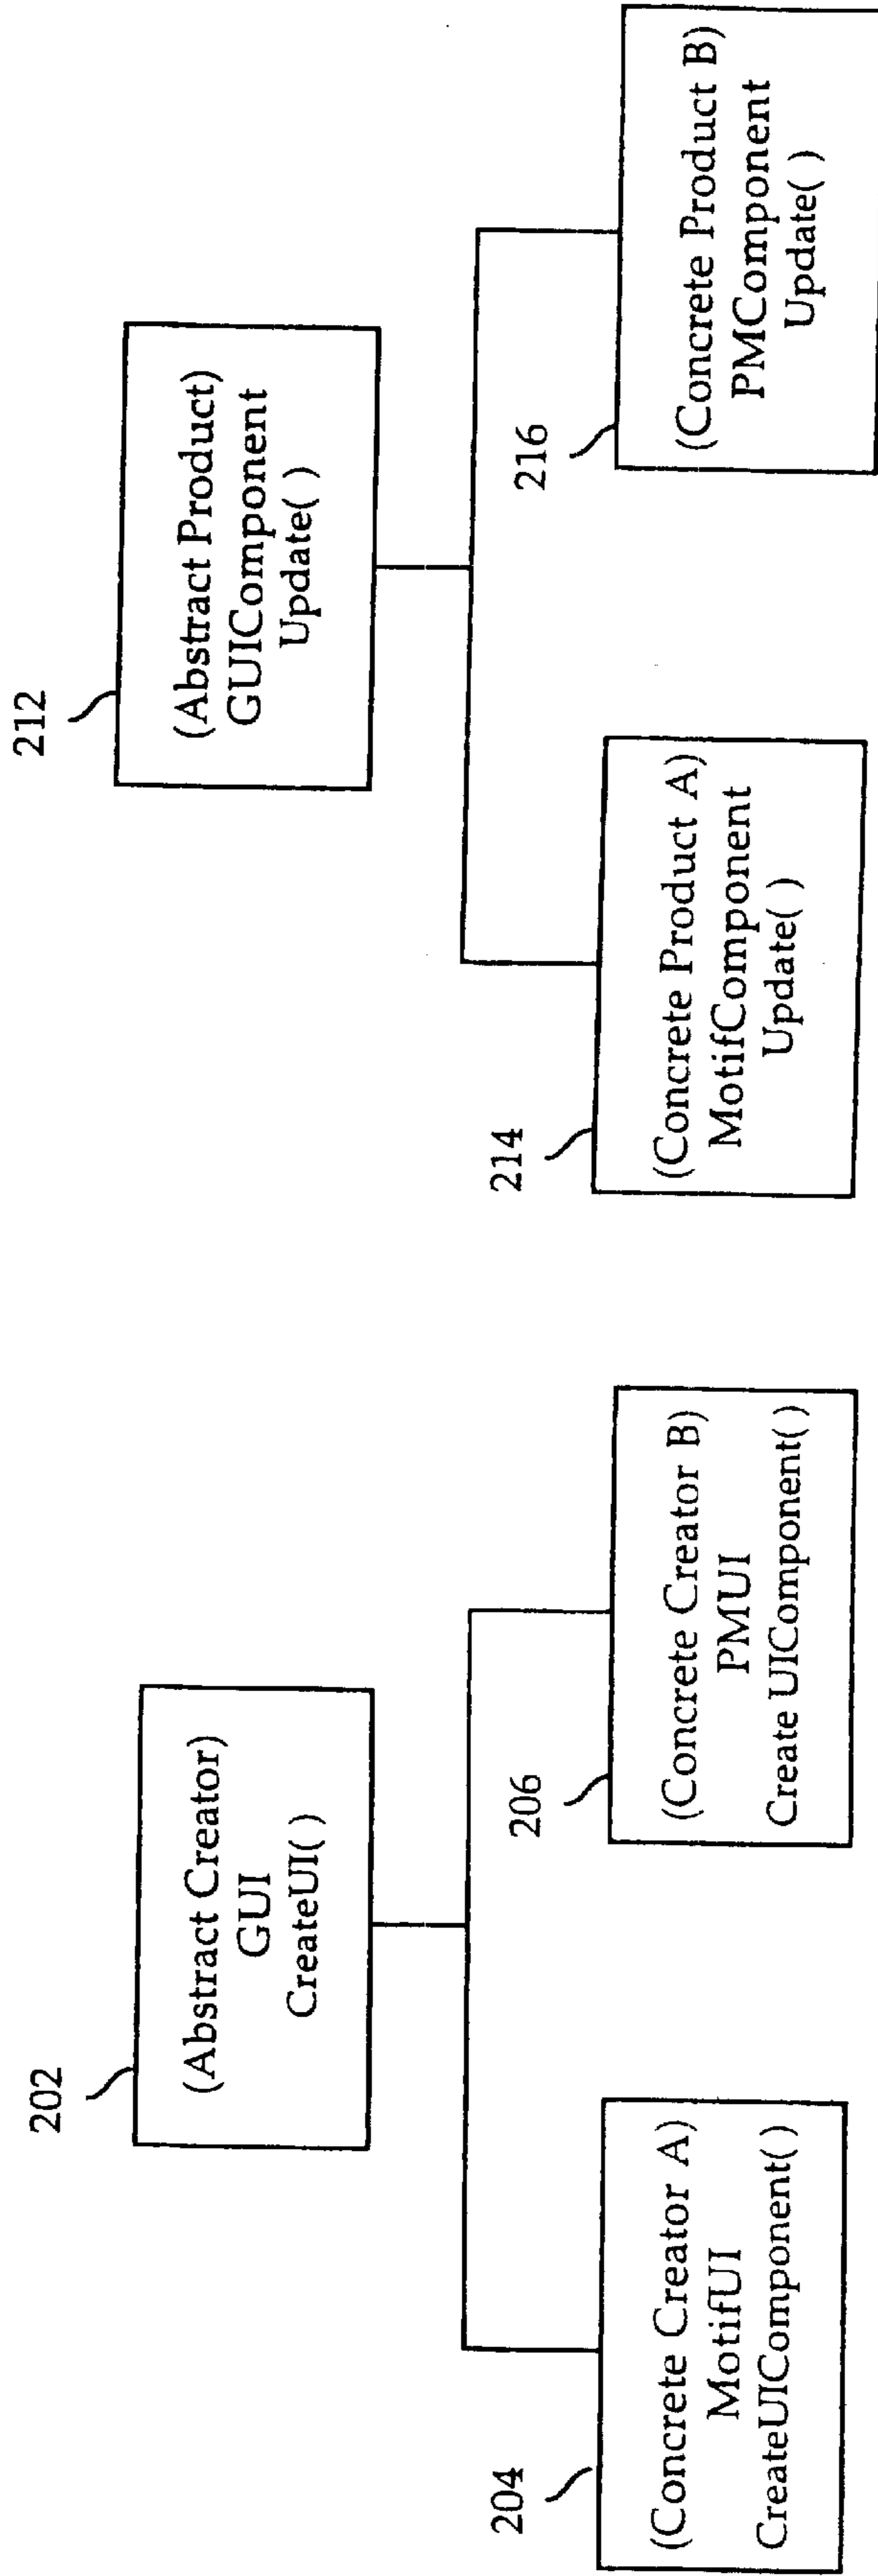 202
(Abstract Creator)
GUI
CreateUI( )
204
(Concrete Creator A)
MotifUI
CreateUIComponent( )
206
(Concrete Creator B)
PMUI
Create UIComponent( )
212
(Abstract Product)
GUIComponent
Update( )
214
(Concrete Product A)
MotifComponent
Update( )
216
(Concrete Product B)
PMComponent
Update( )